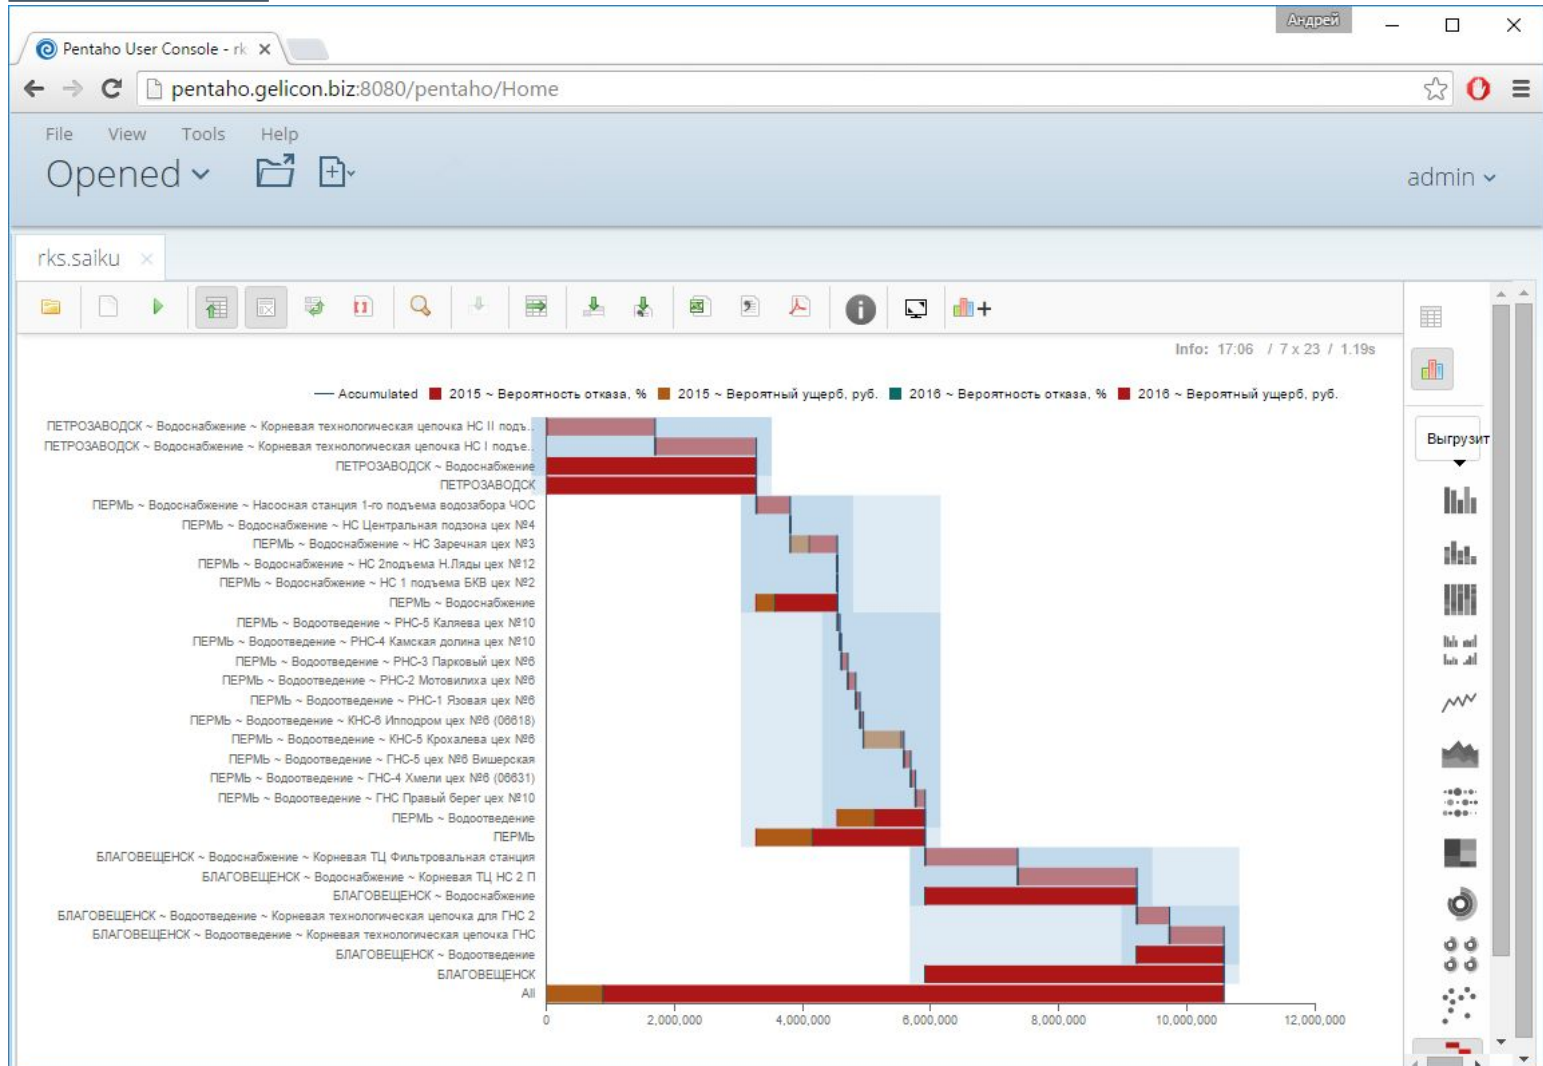 Андрей
Pentaho User Console - rk
pentaho.gelicon.biz:8080/pentaho/Home
File View Tools Help
Opened
admin
rks.saiku
Info: 17:06 / 7 x 23 / 1.19s
Accumulated 2015 ~ Вероятность отказа, % 2015 ~ Вероятный ущерб, руб. 2016 ~ Вероятность отказа, % 2016 ~ Вероятный ущерб, руб.
Выгрузит
ПЕТРОЗАВОДСК ~ Водоснабжение ~ Корневая технологическая цепочка НС II подъ..
ПЕТРОЗАВОДСК ~ Водоснабжение ~ Корневая технологическая цепочка НС I подъе..
ПЕТРОЗАВОДСК ~ Водоснабжение
ПЕТРОЗАВОДСК
ПЕРМЬ ~ Водоснабжение ~ Насосная станция 1-го подъема водозабора ЧОС
ПЕРМЬ ~ Водоснабжение ~ НС Центральная подзона цех №4
ПЕРМЬ ~ Водоснабжение ~ НС Заречная цех №3
ПЕРМЬ ~ Водоснабжение ~ НС 2подъема Н.Ляды цех №12
ПЕРМЬ ~ Водоснабжение ~ НС 1 подъема БКВ цех №2
ПЕРМЬ ~ Водоснабжение
ПЕРМЬ ~ Водоотведение ~ РНС-5 Каляева цех №10
ПЕРМЬ ~ Водоотведение ~ РНС-4 Камская долина цех №10
ПЕРМЬ ~ Водоотведение ~ РНС-3 Парковый цех №6
ПЕРМЬ ~ Водоотведение ~ РНС-2 Мотовилиха цех №6
ПЕРМЬ ~ Водоотведение ~ РНС-1 Язовая цех №6
ПЕРМЬ ~ Водоотведение ~ КНС-6 Ипподром цех №6 (06618)
ПЕРМЬ ~ Водоотведение ~ КНС-5 Крохалева цех №6
ПЕРМЬ ~ Водоотведение ~ ГНС-5 цех №6 Вишерская
ПЕРМЬ ~ Водоотведение ~ ГНС-4 Хмели цех №6 (06631)
ПЕРМЬ ~ Водоотведение ~ ГНС Правый берег цех №10
ПЕРМЬ ~ Водоотведение
ПЕРМЬ
БЛАГОВЕЩЕНСК ~ Водоснабжение ~ Корневая ТЦ Фильтровальная станция
БЛАГОВЕЩЕНСК ~ Водоснабжение ~ Корневая ТЦ НС 2 П
БЛАГОВЕЩЕНСК ~ Водоснабжение
БЛАГОВЕЩЕНСК ~ Водоотведение ~ Корневая технологическая цепочка для ГНС 2
БЛАГОВЕЩЕНСК ~ Водоотведение ~ Корневая технологическая цепочка ГНС
БЛАГОВЕЩЕНСК ~ Водоотведение
БЛАГОВЕЩЕНСК
All
0 2,000,000 4,000,000 6,000,000 8,000,000 10,000,000 12,000,000